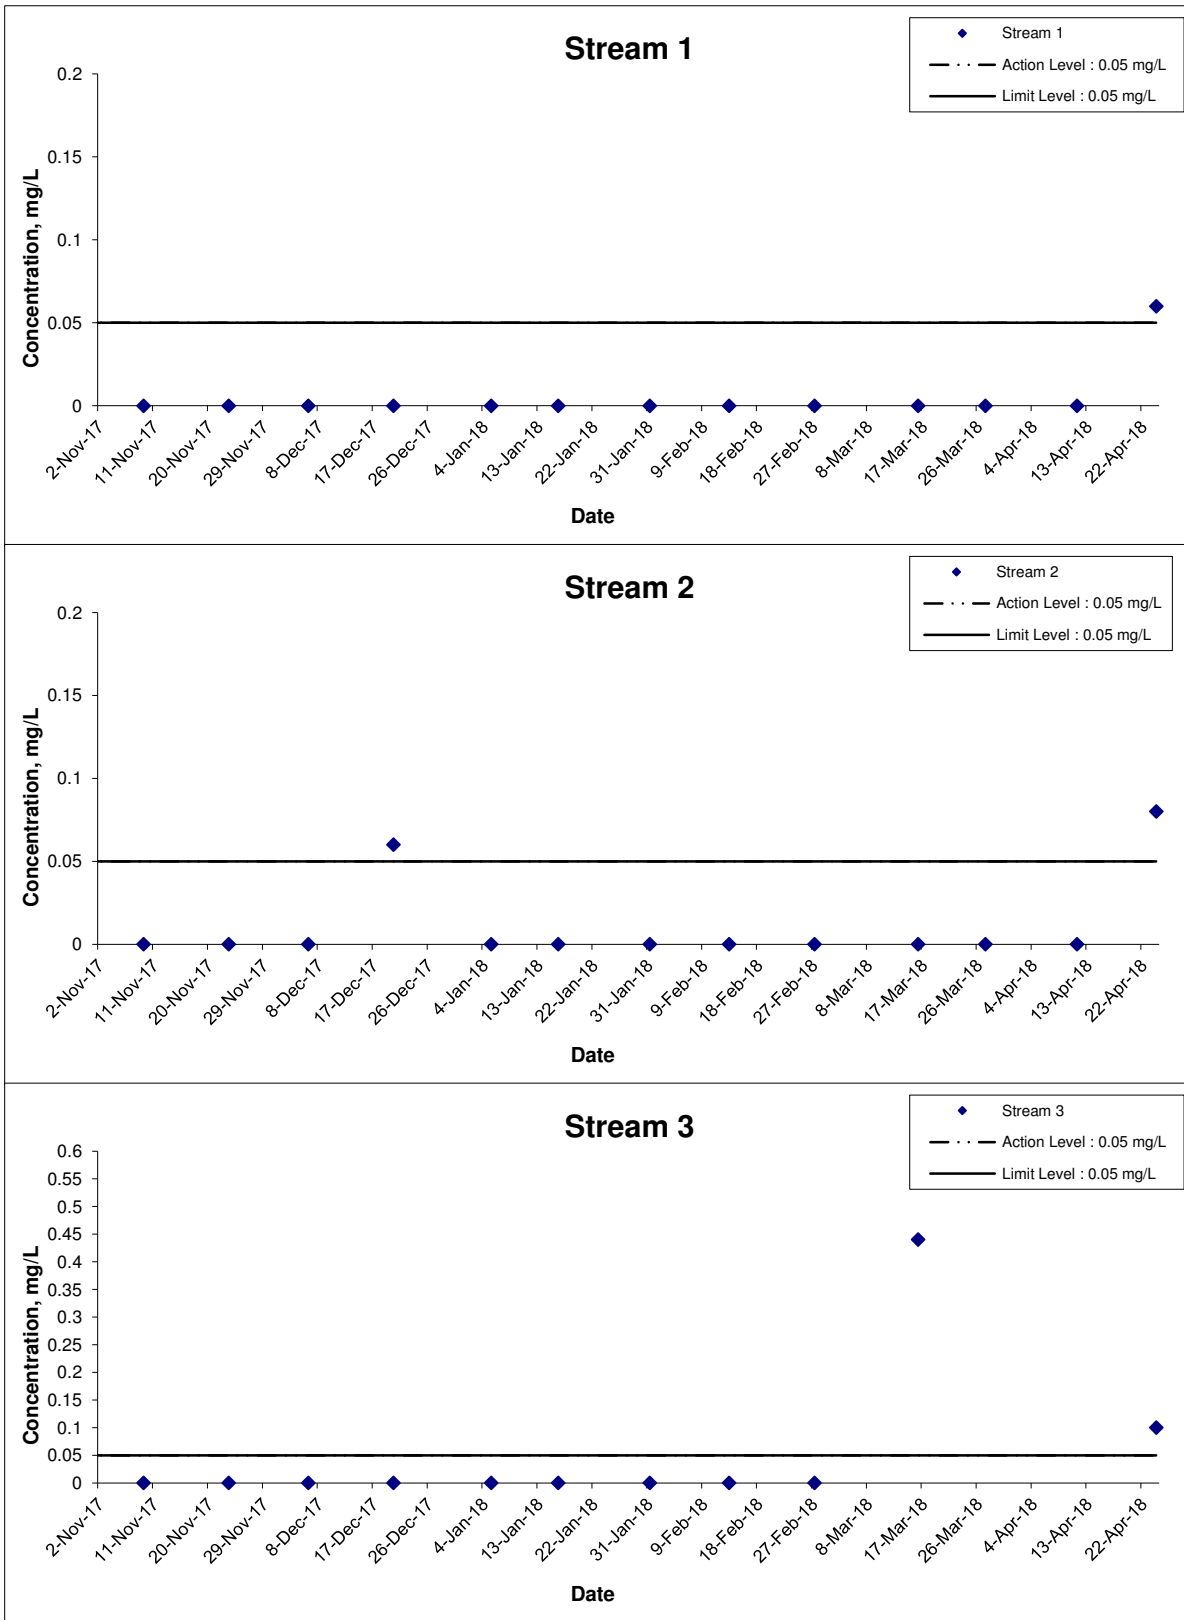 Stream 1
Stream 1
Action Level : 0.05 mg/L
Limit Level : 0.05 mg/L
Concentration, mg/L
0.2
0.15
0.1
0.05
0
2-Nov-17
11-Nov-17
20-Nov-17
29-Nov-17
8-Dec-17
17-Dec-17
26-Dec-17
4-Jan-18
13-Jan-18
22-Jan-18
31-Jan-18
9-Feb-18
18-Feb-18
27-Feb-18
8-Mar-18
17-Mar-18
26-Mar-18
4-Apr-18
13-Apr-18
22-Apr-18
Date
Stream 2
Stream 2
Action Level : 0.05 mg/L
Limit Level : 0.05 mg/L
Concentration, mg/L
0.2
0.15
0.1
0.05
0
2-Nov-17
11-Nov-17
20-Nov-17
29-Nov-17
8-Dec-17
17-Dec-17
26-Dec-17
4-Jan-18
13-Jan-18
22-Jan-18
31-Jan-18
9-Feb-18
18-Feb-18
27-Feb-18
8-Mar-18
17-Mar-18
26-Mar-18
4-Apr-18
13-Apr-18
22-Apr-18
Date
Stream 3
Stream 3
Action Level : 0.05 mg/L
Limit Level : 0.05 mg/L
Concentration, mg/L
0.6
0.55
0.5
0.45
0.4
0.35
0.3
0.25
0.2
0.15
0.1
0.05
0
2-Nov-17
11-Nov-17
20-Nov-17
29-Nov-17
8-Dec-17
17-Dec-17
26-Dec-17
4-Jan-18
13-Jan-18
22-Jan-18
31-Jan-18
9-Feb-18
18-Feb-18
27-Feb-18
8-Mar-18
17-Mar-18
26-Mar-18
4-Apr-18
13-Apr-18
22-Apr-18
Date